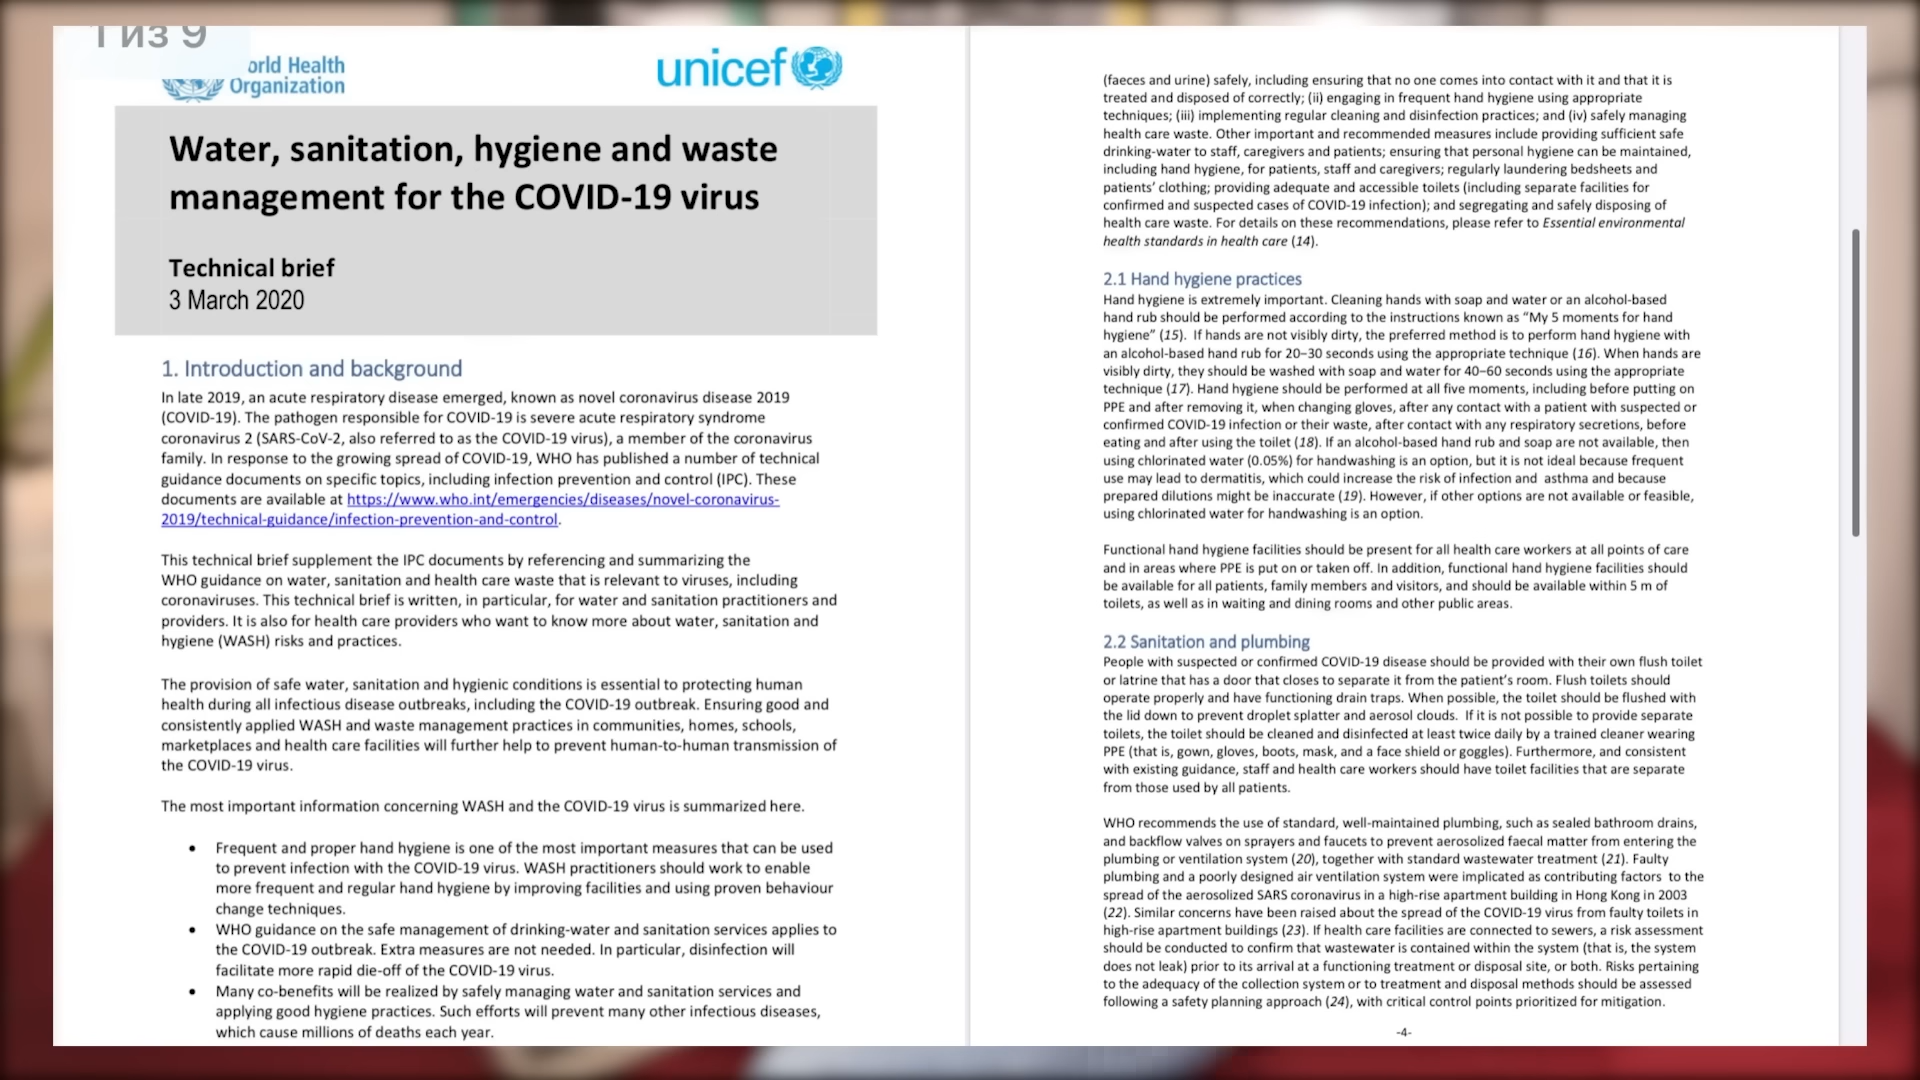 1 из 9
orld Health
Organization
unicef
Water, sanitation, hygiene and waste
management for the COVID-19 virus
Technical brief
3 March 2020
1. Introduction and background
In late 2019, an acute respiratory disease emerged, known as novel coronavirus disease 2019
(COVID-19). The pathogen responsible for COVID-19 is severe acute respiratory syndrome
coronavirus 2 (SARS-CoV-2, also referred to as the COVID-19 virus), a member of the coronavirus
family. In response to the growing spread of COVID-19, WHO has published a number of technical
guidance documents on specific topics, including infection prevention and control (IPC). These
documents are available at https://www.who.int/emergencies/diseases/novel-coronavirus-
2019/technical-guidance/infection-prevention-and-control.
This technical brief supplement the IPC documents by referencing and summarizing the
WHO guidance on water, sanitation and health care waste that is relevant to viruses, including
coronaviruses. This technical brief is written, in particular, for water and sanitation practitioners and
providers. It is also for health care providers who want to know more about water, sanitation and
hygiene (WASH) risks and practices.
The provision of safe water, sanitation and hygienic conditions is essential to protecting human
health during all infectious disease outbreaks, including the COVID-19 outbreak. Ensuring good and
consistently applied WASH and waste management practices in communities, homes, schools,
marketplaces and health care facilities will further help to prevent human-to-human transmission of
the COVID-19 virus.
The most important information concerning WASH and the COVID-19 virus is summarized here.
• Frequent and proper hand hygiene is one of the most important measures that can be used
to prevent infection with the COVID-19 virus. WASH practitioners should work to enable
more frequent and regular hand hygiene by improving facilities and using proven behaviour
change techniques.
• WHO guidance on the safe management of drinking-water and sanitation services applies to
the COVID-19 outbreak. Extra measures are not needed. In particular, disinfection will
facilitate more rapid die-off of the COVID-19 virus.
• Many co-benefits will be realized by safely managing water and sanitation services and
applying good hygiene practices. Such efforts will prevent many other infectious diseases,
which cause millions of deaths each year.
(faeces and urine) safely, including ensuring that no one comes into contact with it and that it is
treated and disposed of correctly; (ii) engaging in frequent hand hygiene using appropriate
techniques; (iii) implementing regular cleaning and disinfection practices; and (iv) safely managing
health care waste. Other important and recommended measures include providing sufficient safe
drinking-water to staff, caregivers and patients; ensuring that personal hygiene can be maintained,
including hand hygiene, for patients, staff and caregivers; regularly laundering bedsheets and
patients' clothing; providing adequate and accessible toilets (including separate facilities for
confirmed and suspected cases of COVID-19 infection); and segregating and safely disposing of
health care waste. For details on these recommendations, please refer to Essential environmental
health standards in health care (14).
2.1 Hand hygiene practices
Hand hygiene is extremely important. Cleaning hands with soap and water or an alcohol-based
hand rub should be performed according to the instructions known as “My 5 moments for hand
hygiene” (15). If hands are not visibly dirty, the preferred method is to perform hand hygiene with
an alcohol-based hand rub for 20–30 seconds using the appropriate technique (16). When hands are
visibly dirty, they should be washed with soap and water for 40–60 seconds using the appropriate
technique (17). Hand hygiene should be performed at all five moments, including before putting on
PPE and after removing it, when changing gloves, after any contact with a patient with suspected or
confirmed COVID-19 infection or their waste, after contact with any respiratory secretions, before
eating and after using the toilet (18). If an alcohol-based hand rub and soap are not available, then
using chlorinated water (0.05%) for handwashing is an option, but it is not ideal because frequent
use may lead to dermatitis, which could increase the risk of infection and asthma and because
prepared dilutions might be inaccurate (19). However, if other options are not available or feasible,
using chlorinated water for handwashing is an option.
Functional hand hygiene facilities should be present for all health care workers at all points of care
and in areas where PPE is put on or taken off. In addition, functional hand hygiene facilities should
be available for all patients, family members and visitors, and should be available within 5 m of
toilets, as well as in waiting and dining rooms and other public areas.
2.2 Sanitation and plumbing
People with suspected or confirmed COVID-19 disease should be provided with their own flush toilet
or latrine that has a door that closes to separate it from the patient's room. Flush toilets should
operate properly and have functioning drain traps. When possible, the toilet should be flushed with
the lid down to prevent droplet splatter and aerosol clouds. If it is not possible to provide separate
toilets, the toilet should be cleaned and disinfected at least twice daily by a trained cleaner wearing
PPE (that is, gown, gloves, boots, mask, and a face shield or goggles). Furthermore, and consistent
with existing guidance, staff and health care workers should have toilet facilities that are separate
from those used by all patients.
WHO recommends the use of standard, well-maintained plumbing, such as sealed bathroom drains,
and backflow valves on sprayers and faucets to prevent aerosolized faecal matter from entering the
plumbing or ventilation system (20), together with standard wastewater treatment (21). Faulty
plumbing and a poorly designed air ventilation system were implicated as contributing factors to the
spread of the aerosolized SARS coronavirus in a high-rise apartment building in Hong Kong in 2003
(22). Similar concerns have been raised about the spread of the COVID-19 virus from faulty toilets in
high-rise apartment buildings (23). If health care facilities are connected to sewers, a risk assessment
should be conducted to confirm that wastewater is contained within the system (that is, the system
does not leak) prior to its arrival at a functioning treatment or disposal site, or both. Risks pertaining
to the adequacy of the collection system or to treatment and disposal methods should be assessed
following a safety planning approach (24), with critical control points prioritized for mitigation.
-4-